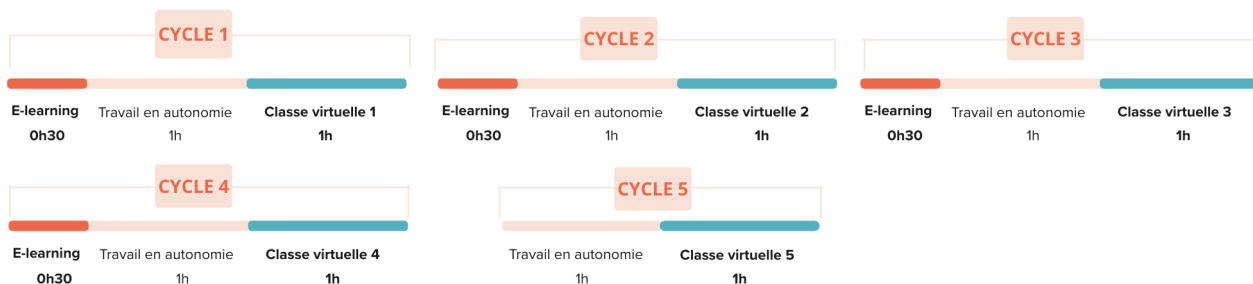 CYCLE 1
CYCLE 2
CYCLE 3
E-learning Travail en autonomie Classe virtuelle 1
0h30 1h 1h
E-learning Travail en autonomie Classe virtuelle 2
0h30 1h 1h
E-learning Travail en autonomie Classe virtuelle 3
0h30 1h 1h
CYCLE 4
CYCLE 5
E-learning Travail en autonomie Classe virtuelle 4
0h30 1h 1h
Travail en autonomie Classe virtuelle 5
1h 1h